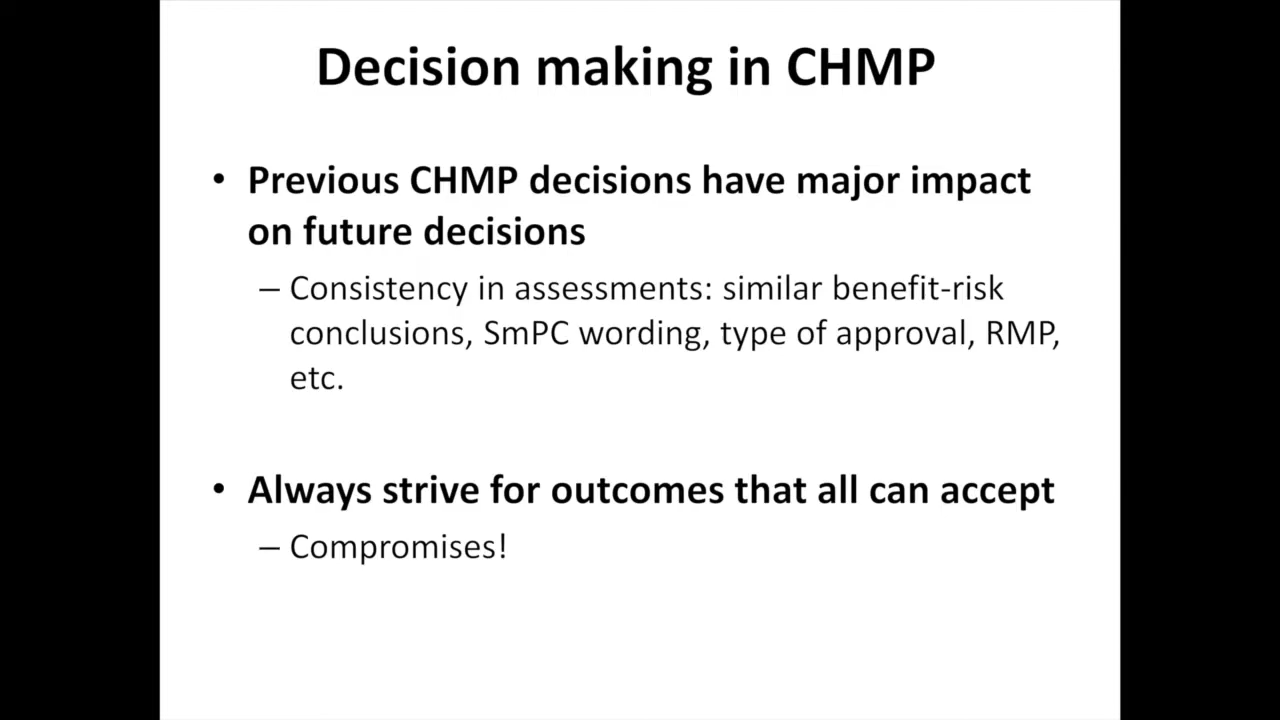 Decision making in CHMP
• Previous CHMP decisions have major impact
on future decisions
– Consistency in assessments: similar benefit-risk
conclusions, SmPC wording, type of approval, RMP,
etc.
• Always strive for outcomes that all can accept
– Compromises!